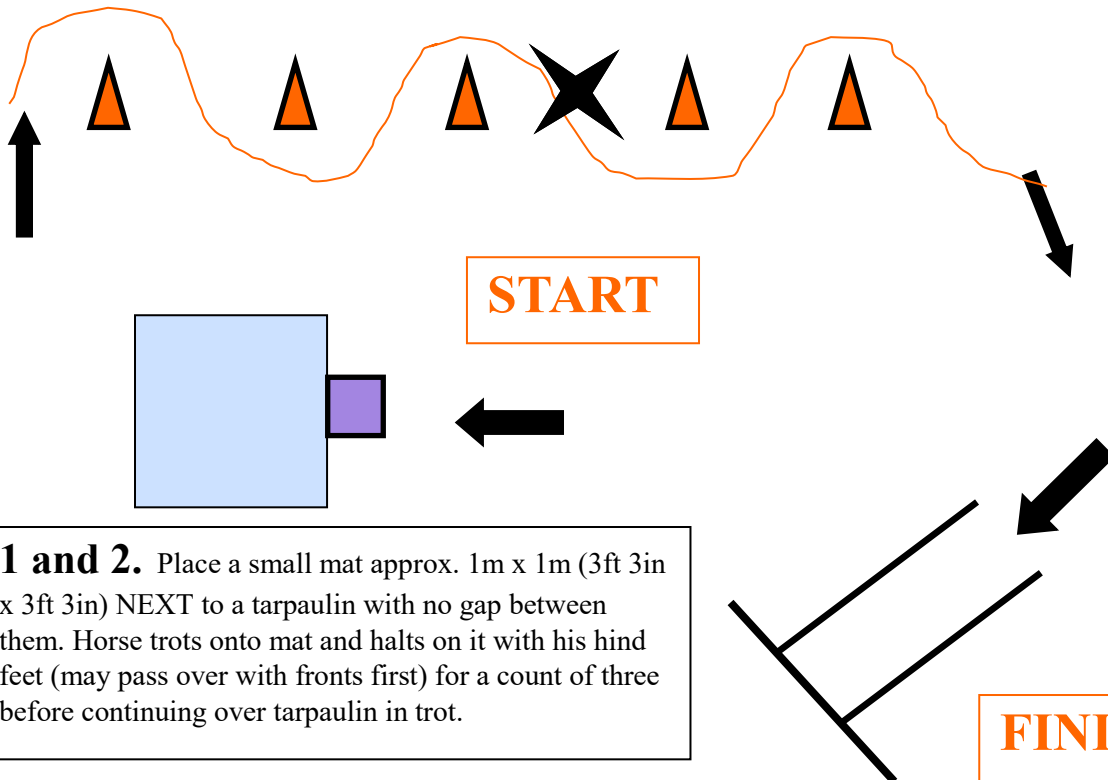 START
1 and 2. Place a small mat approx. 1m x 1m (3ft 3in
x 3ft 3in) NEXT to a tarpaulin with no gap between
them. Horse trots onto mat and halts on it with his hind
feet (may pass over with fronts first) for a count of three
before continuing over tarpaulin in trot.
FINI